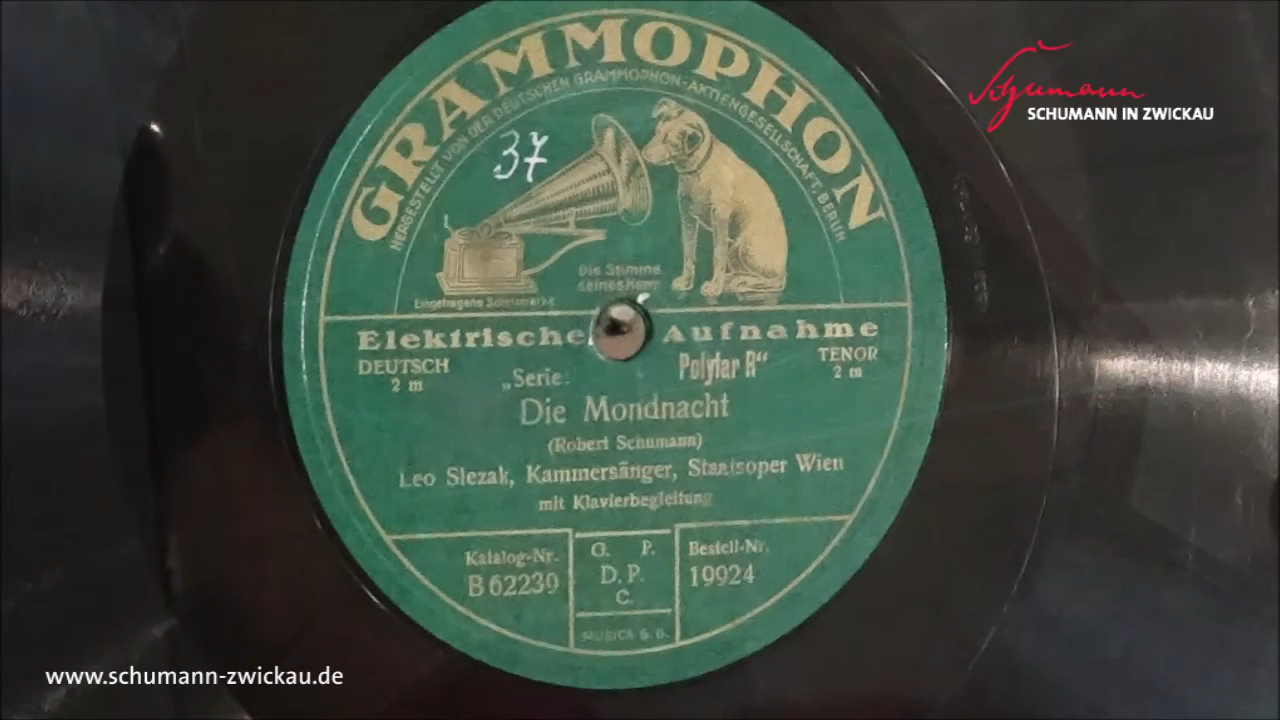 Schumann
SCHUMANN IN ZWICKAU
GRAMMOPHON
HERGESTELLT VON DER DEUTSCHEN GRAMMOPHON-AKTIENGESELLSCHAFT, BERLIN
37
Die Stimme
seines Herrn
Eingetragene Schutzmarke
Elektrische Aufnahme
DEUTSCH TENOR
2 m „Serie: Polyfar R“ 2 m
Die Mondnacht
(Robert Schumann)
Leo Slezak, Kammersänger, Staatsoper Wien
mit Klavierbegleitung
Katalog-Nr. G. P. Bestell-Nr.
B 62239 D. P. 19924
C.
MUSICA G. D.
www.schumann-zwickau.de